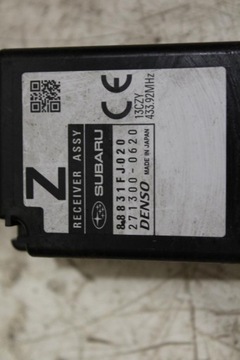 Z
RECEIVER ASSY
SUBARU
88831FJ020
271300-0620
DENSO MADE IN JAPAN
CE
13CZY
433.92MHz